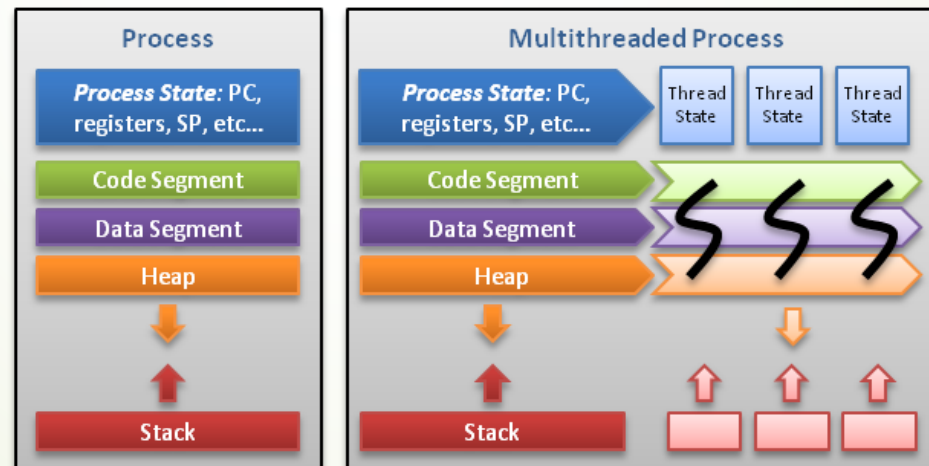 Process
Process State: PC,
registers, SP, etc...
Code Segment
Data Segment
Heap
Stack
Multithreaded Process
Process State: PC,
registers, SP, etc...
Thread
State
Thread
State
Thread
State
Code Segment
Data Segment
Heap
Stack